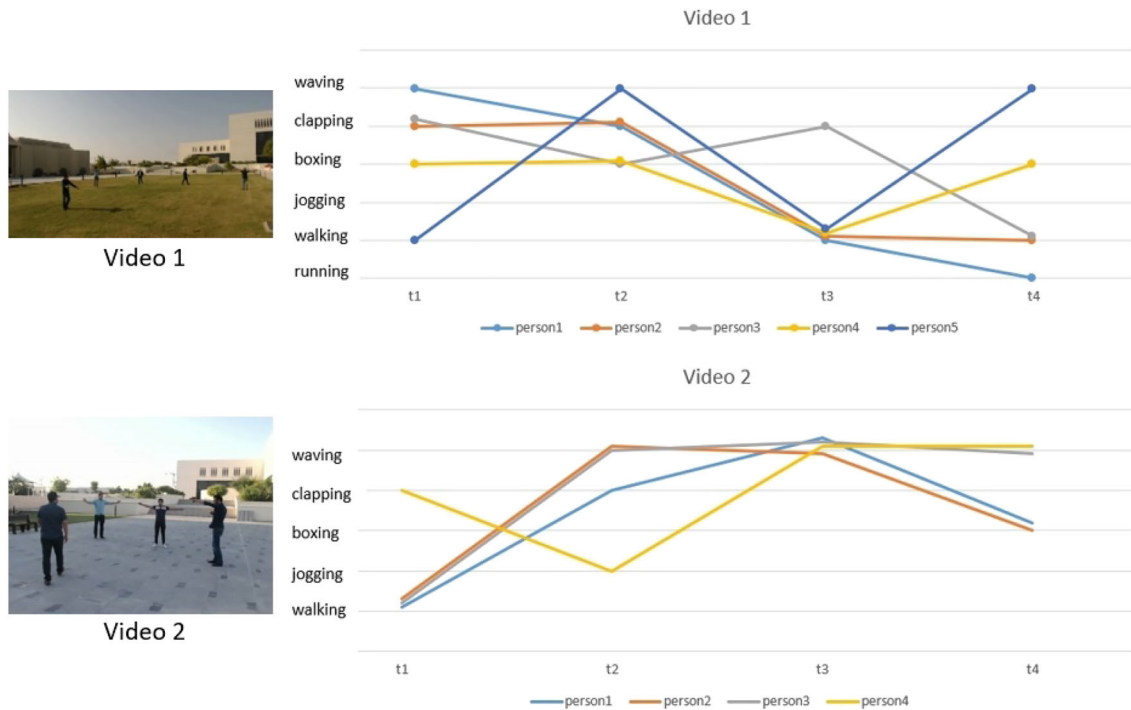 Video 1
waving
clapping
boxing
jogging
walking
running
t1 t2 t3 t4
person1 person2 person3 person4 person5
Video 1
Video 2
waving
clapping
boxing
jogging
walking
t1 t2 t3 t4
person1 person2 person3 person4
Video 2